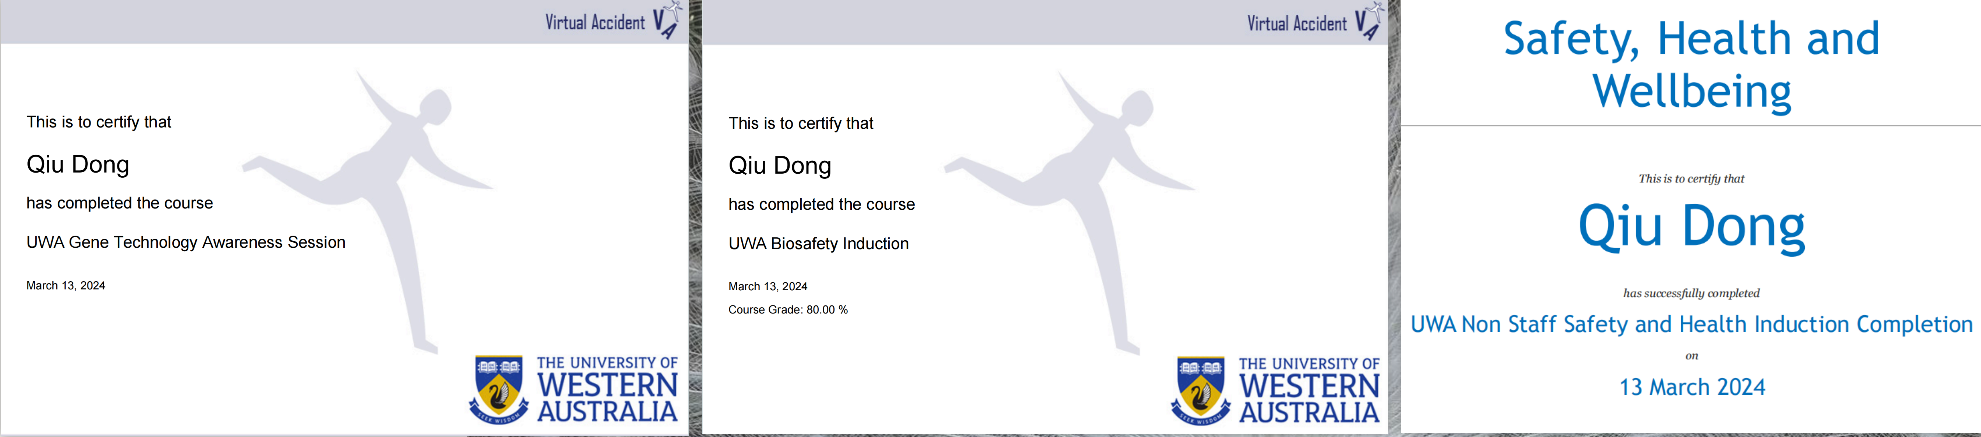 Virtual Accident VA
This is to certify that
Qiu Dong
has completed the course
UWA Gene Technology Awareness Session
March 13, 2024
THE UNIVERSITY OF
WESTERN
AUSTRALIA
SEEK WISDOM
Virtual Accident VA
This is to certify that
Qiu Dong
has completed the course
UWA Biosafety Induction
March 13, 2024
Course Grade: 80.00 %
THE UNIVERSITY OF
WESTERN
AUSTRALIA
SEEK WISDOM
Safety, Health and
Wellbeing
This is to certify that
Qiu Dong
has successfully completed
UWA Non Staff Safety and Health Induction Completion
on
13 March 2024